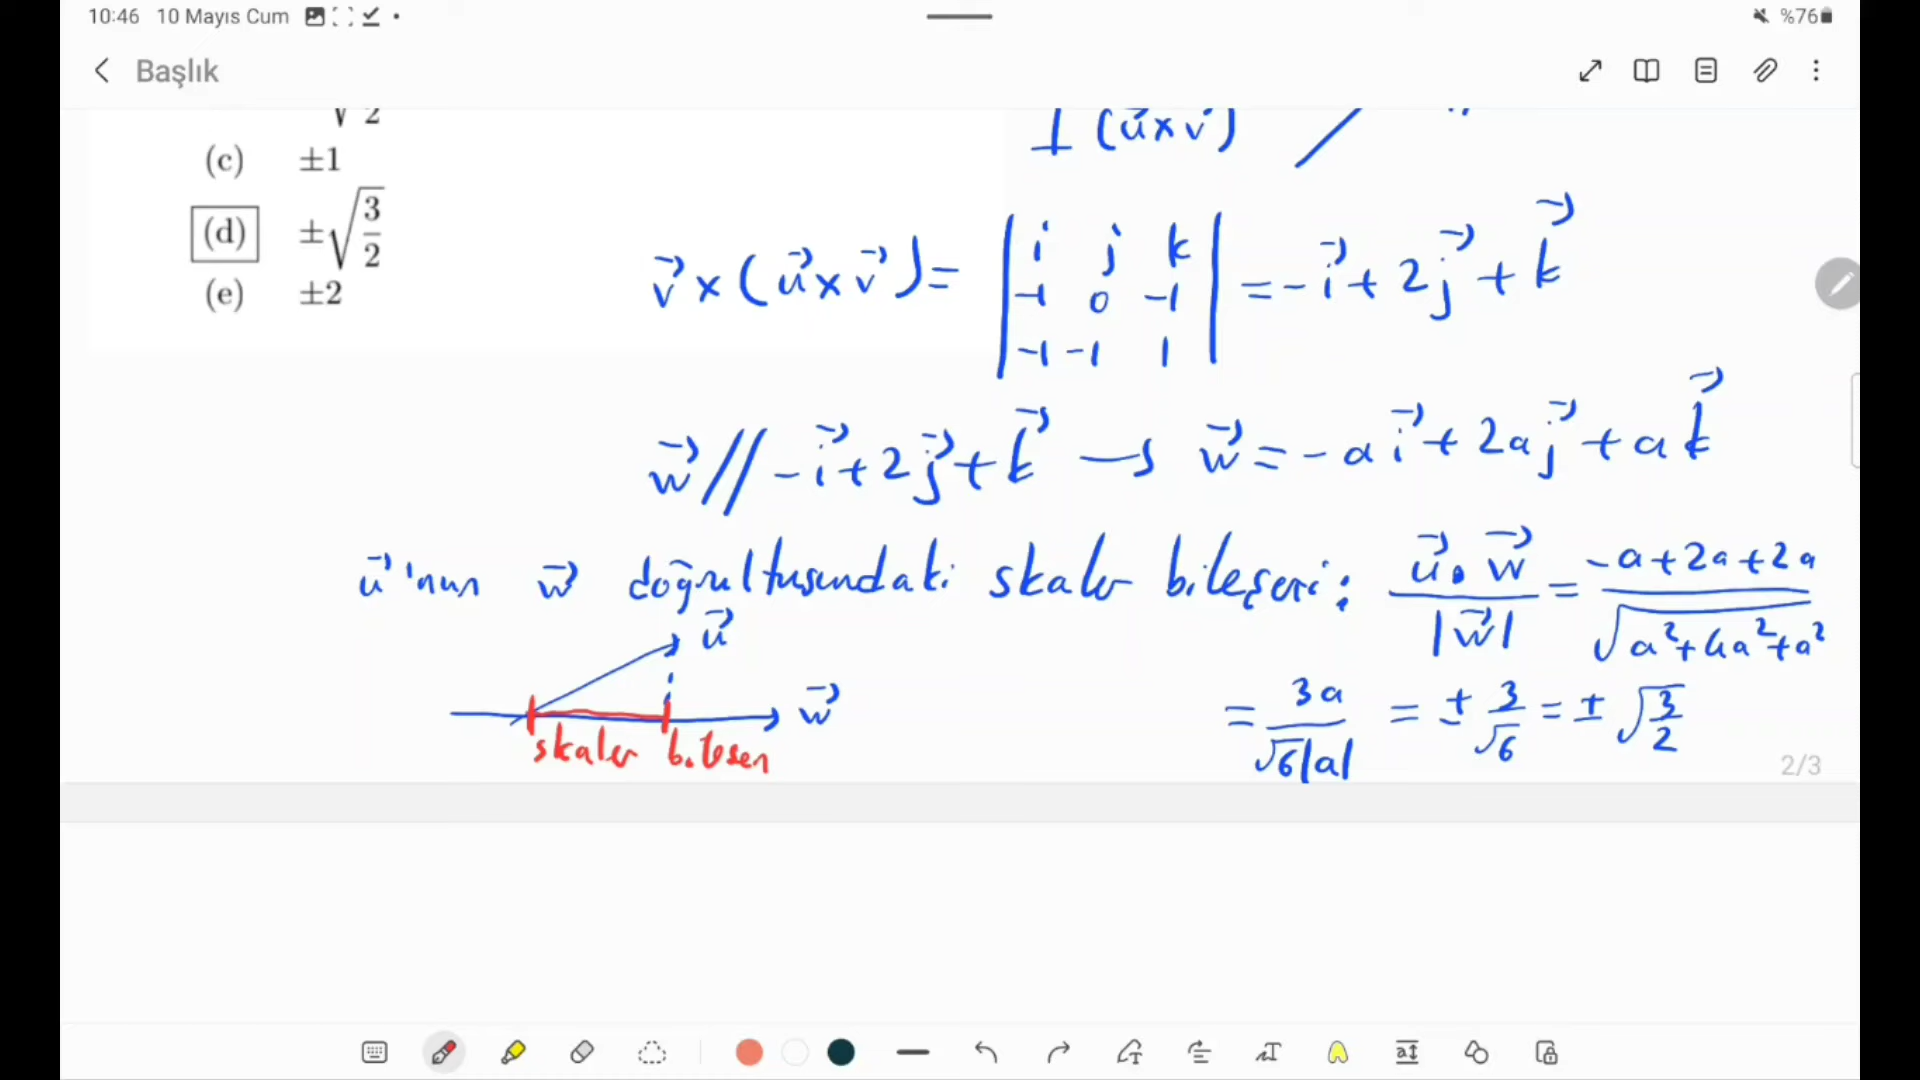 10:46 10 Mayıs Cum
%76
Başlık
√2
(c) ±1
(d) ±√(3/2)
(e) ±2
⊥ (u⃗×v⃗)
v⃗ × (u⃗×v⃗) = | i j k | = -i⃗ + 2j⃗ + k⃗
-1 0 -1
-1 -1 1
w⃗ // -i⃗ + 2j⃗ + k⃗ → w⃗ = -ai⃗ + 2aj⃗ + ak⃗
u⃗'nun w⃗ doğrultusundaki skaler bileşeni: u⃗·w⃗/|w⃗| = (-a+2a+2a)/√(a²+4a²+a²)
u⃗
w⃗
skaler bileşen
= 3a/(√6|a|) = ±3/√6 = ±√(3/2)
2/3